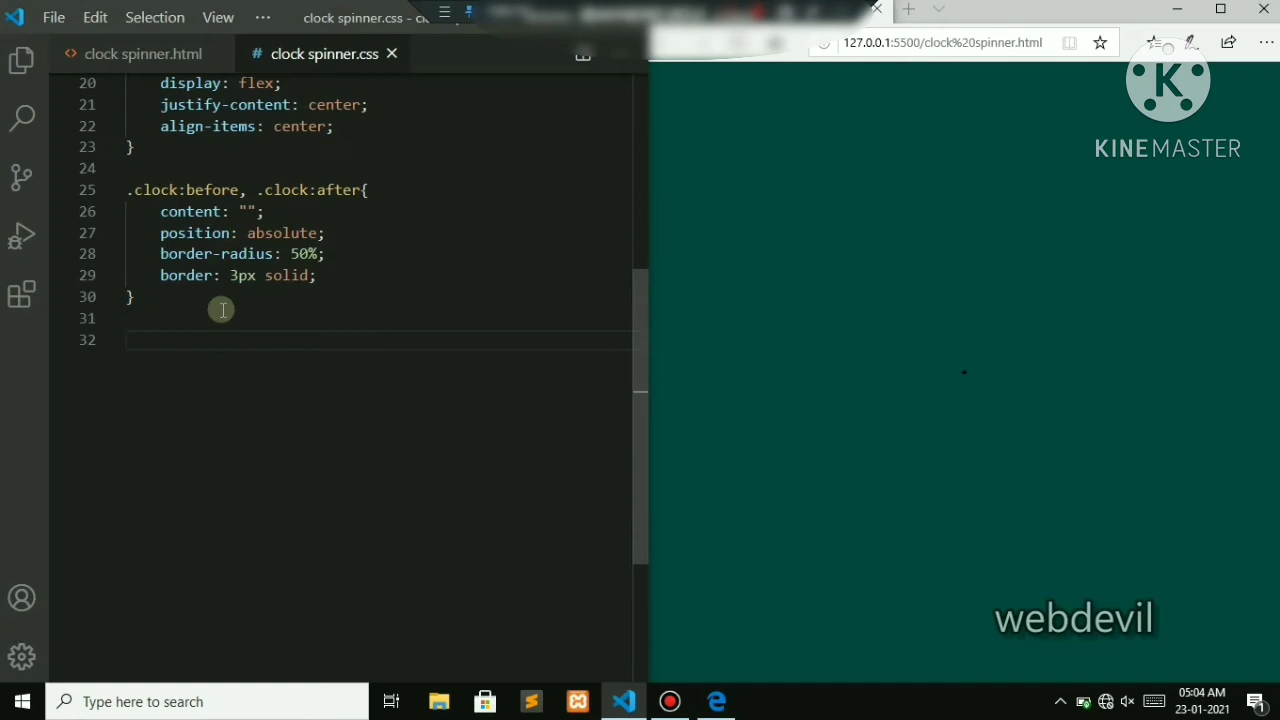 File Edit Selection View ··· clock spinner.css - cl
clock spinner.html
# clock spinner.css
127.0.0.1:5500/clock%20spinner.html
K
KINEMASTER
20 display: flex;
21 justify-content: center;
22 align-items: center;
23 }
24
25 .clock:before, .clock:after{
26 content: "";
27 position: absolute;
28 border-radius: 50%;
29 border: 3px solid;
30 }
31
32
webdevil
Type here to search
05:04 AM
23-01-2021
1